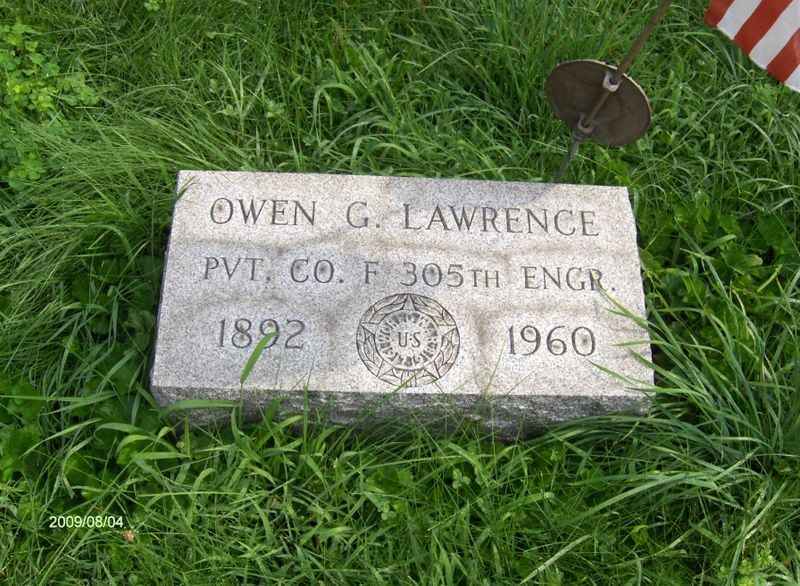 OWEN G. LAWRENCE
PVT. CO. F 305TH ENGR.
1892 US 1960
2009/08/04